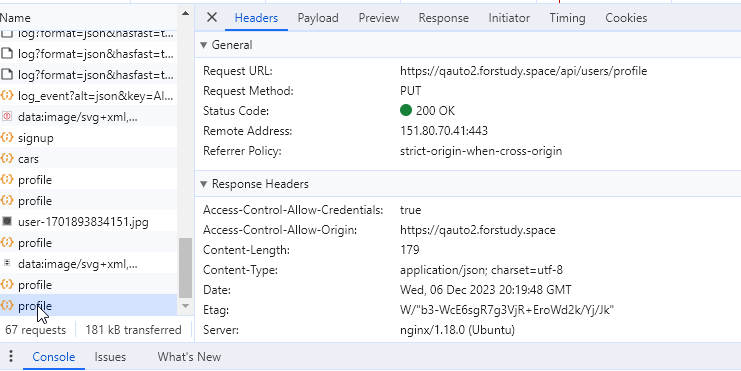 Name
Headers Payload Preview Response Initiator Timing Cookies
log?format=json&hasfast=t...
log?format=json&hasfast=t...
log?format=json&hasfast=t...
log_event?alt=json&key=AI...
data:image/svg+xml,...
signup
cars
profile
profile
user-1701893834151.jpg
profile
data:image/svg+xml,...
profile
profile
67 requests 181 kB transferred
General
Request URL: https://qauto2.forstudy.space/api/users/profile
Request Method: PUT
Status Code: 200 OK
Remote Address: 151.80.70.41:443
Referrer Policy: strict-origin-when-cross-origin
Response Headers
Access-Control-Allow-Credentials: true
Access-Control-Allow-Origin: https://qauto2.forstudy.space
Content-Length: 179
Content-Type: application/json; charset=utf-8
Date: Wed, 06 Dec 2023 20:19:48 GMT
Etag: W/"b3-WcE6sgR7g3VjR+EroWd2k/Yj/Jk"
Server: nginx/1.18.0 (Ubuntu)
Console Issues What's New